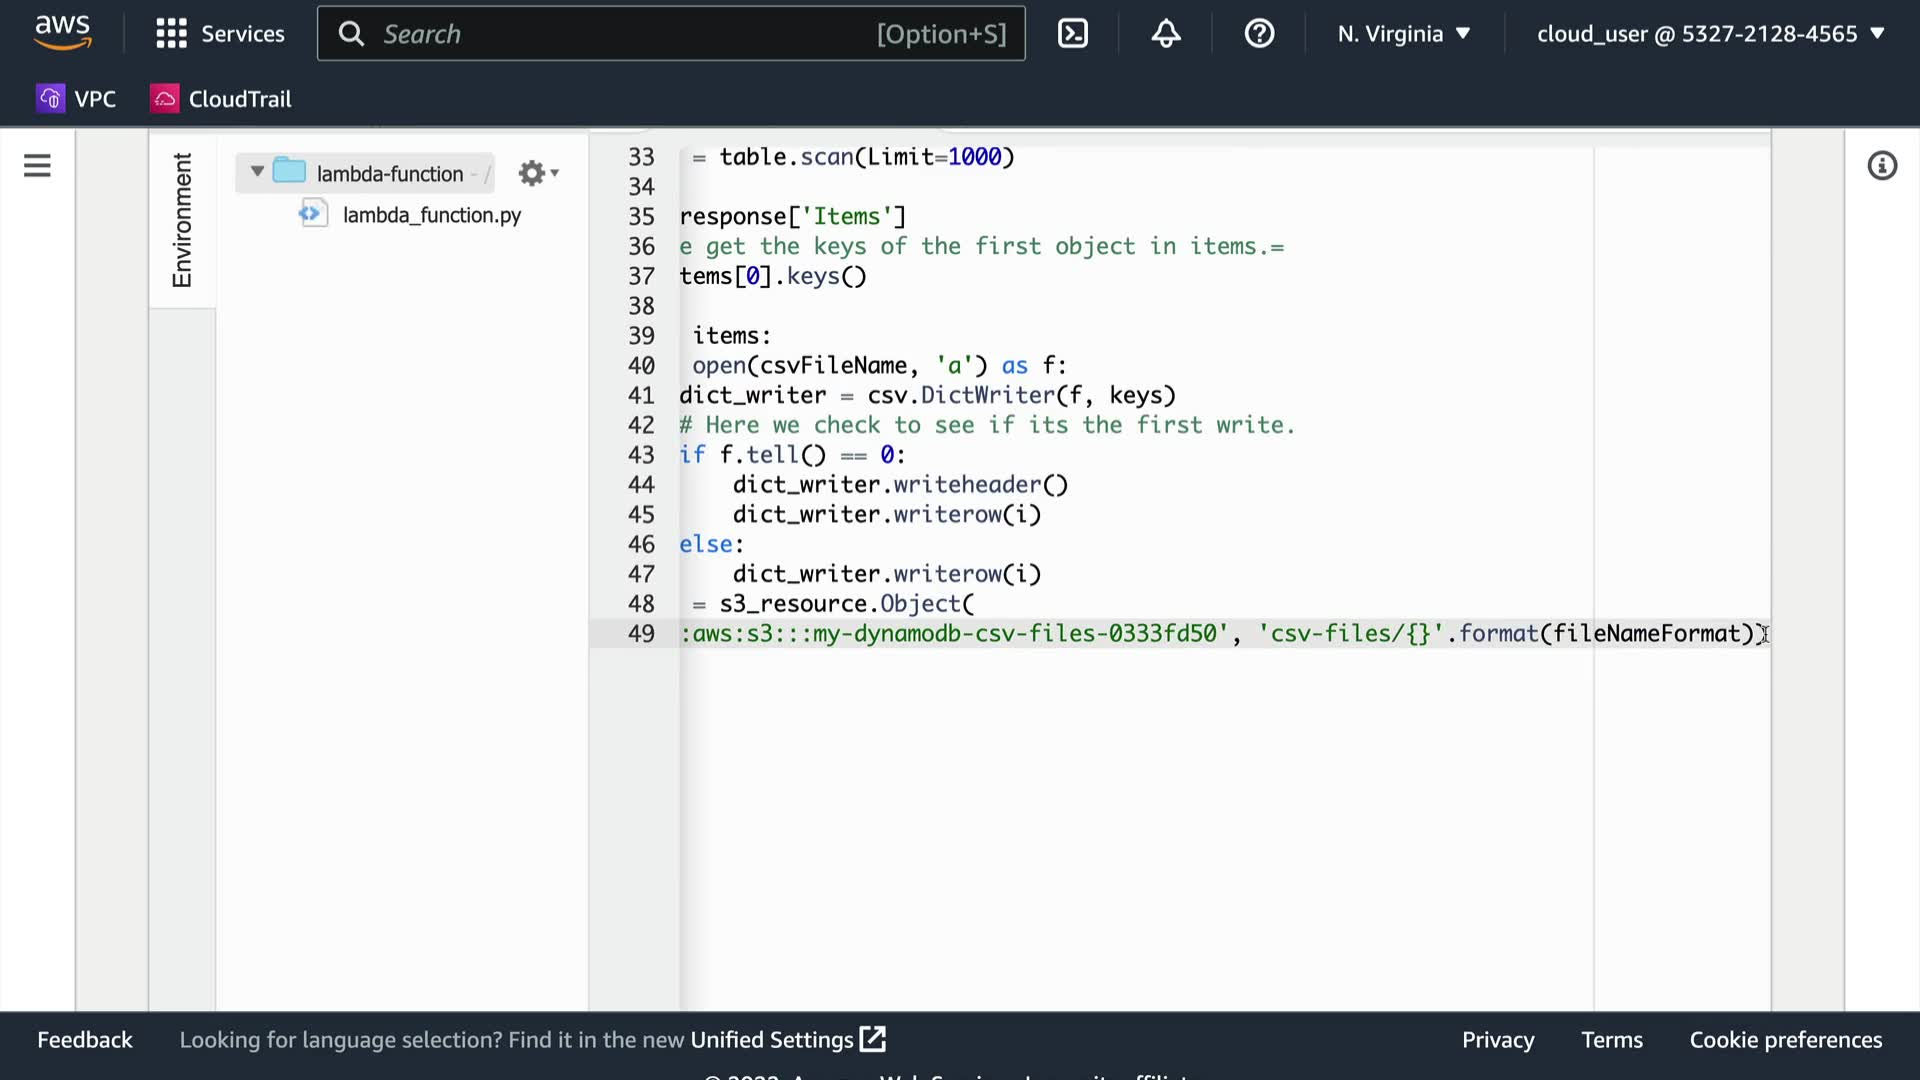 aws
Services
Search
[Option+S]
N. Virginia
cloud_user @ 5327-2128-4565
VPC
CloudTrail
Environment
lambda-function - /
lambda_function.py
33 = table.scan(Limit=1000)
34
35 response['Items']
36 e get the keys of the first object in items.=
37 tems[0].keys()
38
39 items:
40 open(csvFileName, 'a') as f:
41 dict_writer = csv.DictWriter(f, keys)
42 # Here we check to see if its the first write.
43 if f.tell() == 0:
44 dict_writer.writeheader()
45 dict_writer.writerow(i)
46 else:
47 dict_writer.writerow(i)
48 = s3_resource.Object(
49 :aws:s3:::my-dynamodb-csv-files-0333fd50', 'csv-files/{}'.format(fileNameFormat))
Feedback
Looking for language selection? Find it in the new Unified Settings
Privacy
Terms
Cookie preferences